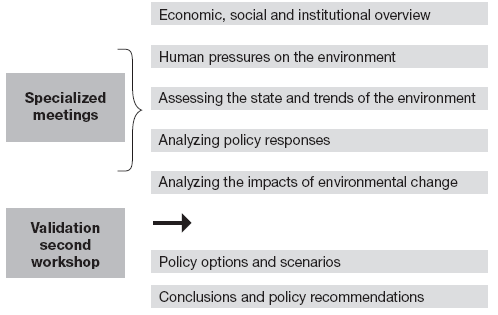 Economic, social and institutional overview
Human pressures on the environment
Specialized
meetings
Assessing the state and trends of the environment
Analyzing policy responses
Analyzing the impacts of environmental change
Validation
second
workshop
Policy options and scenarios
Conclusions and policy recommendations